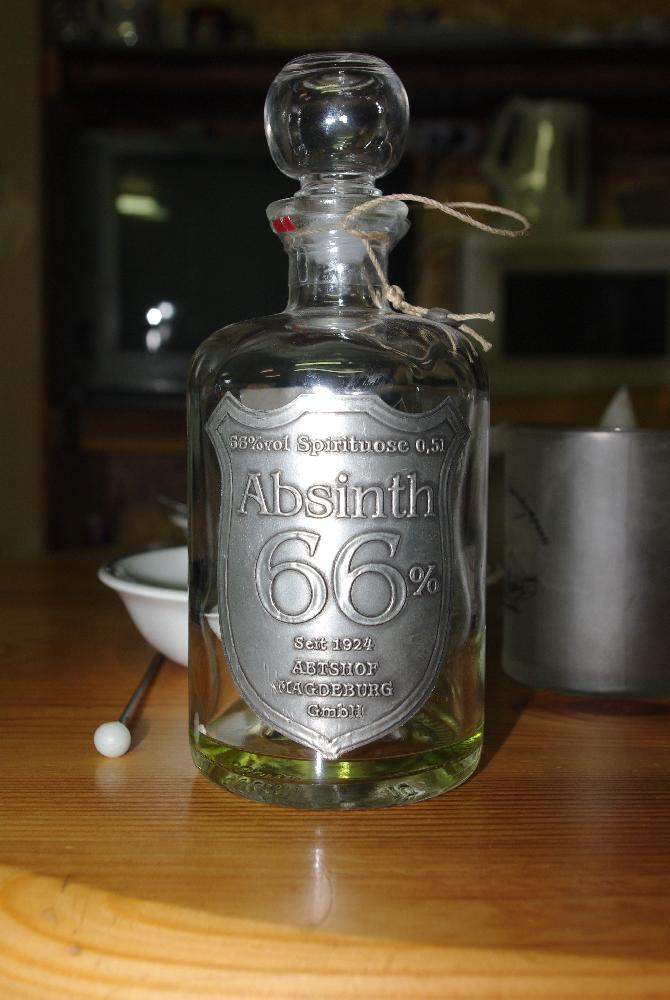 66%vol Spirituose 0,5l
Absinth
66%
Seit 1924
ABTSHOF
MAGDEBURG
GmbH